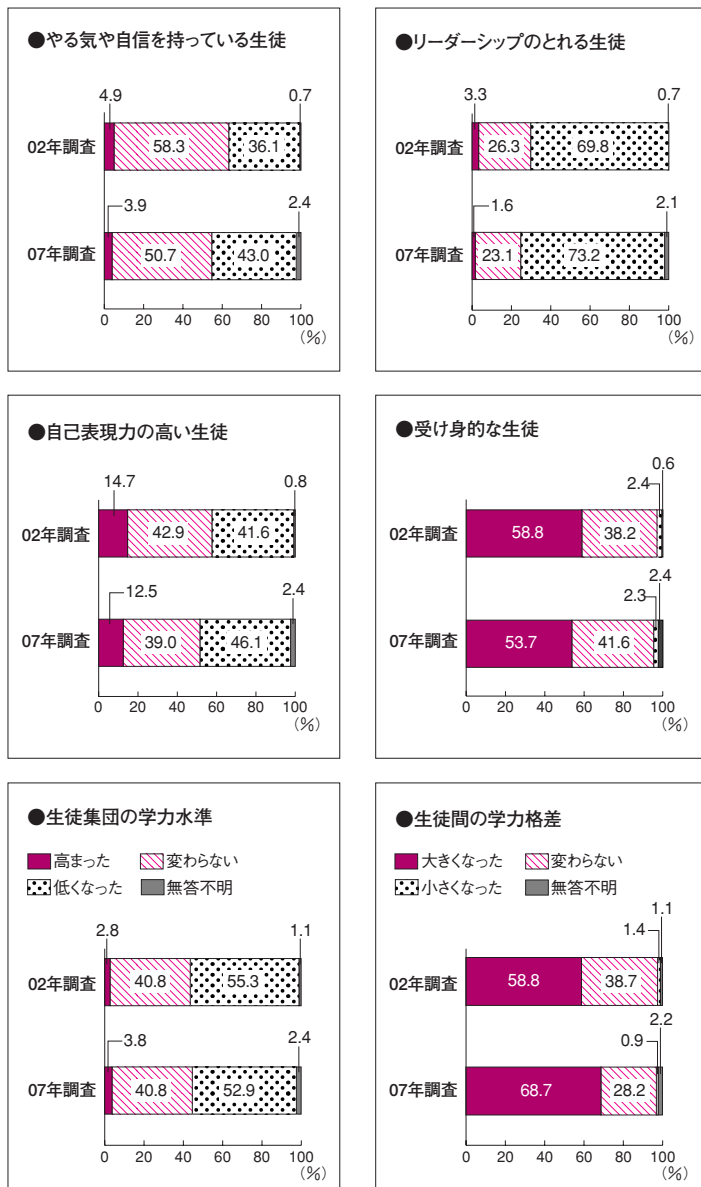 ●やる気や自信を持っている生徒
4.9 0.7
02年調査 58.3 36.1
3.9 2.4
07年調査 50.7 43.0
0 20 40 60 80 100
(%)
●リーダーシップのとれる生徒
3.3 0.7
02年調査 26.3 69.8
1.6 2.1
07年調査 23.1 73.2
0 20 40 60 80 100
(%)
●自己表現力の高い生徒
14.7 0.8
02年調査 42.9 41.6
12.5 2.4
07年調査 39.0 46.1
0 20 40 60 80 100
(%)
●受け身的な生徒
0.6
2.4
02年調査 58.8 38.2
2.4
2.3
07年調査 53.7 41.6
0 20 40 60 80 100
(%)
●生徒集団の学力水準
高まった 変わらない
低くなった 無答不明
2.8 1.1
02年調査 40.8 55.3
3.8 2.4
07年調査 40.8 52.9
0 20 40 60 80 100
(%)
●生徒間の学力格差
大きくなった 変わらない
小さくなった 無答不明
1.1
1.4
02年調査 58.8 38.7
2.2
0.9
07年調査 68.7 28.2
0 20 40 60 80 100
(%)